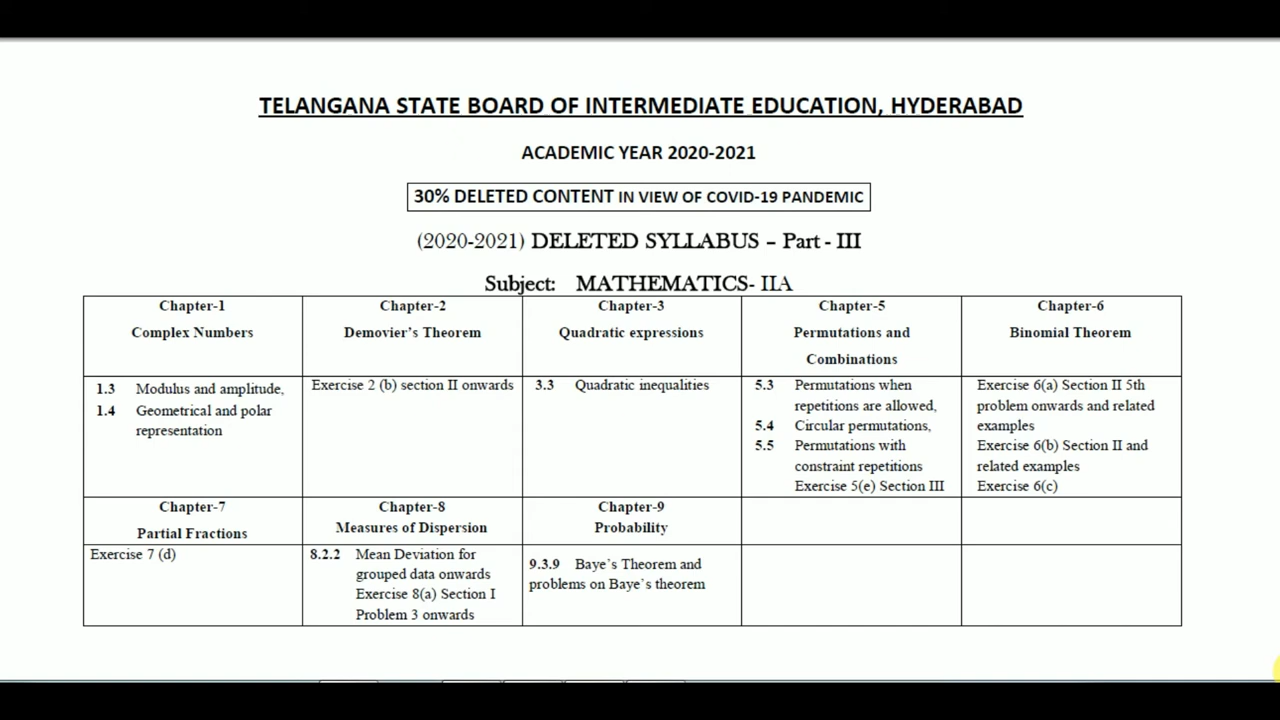 TELANGANA STATE BOARD OF INTERMEDIATE EDUCATION, HYDERABAD
ACADEMIC YEAR 2020-2021
30% DELETED CONTENT IN VIEW OF COVID-19 PANDEMIC
(2020-2021) DELETED SYLLABUS – Part - III
Subject: MATHEMATICS- IIA
Chapter-1
Complex Numbers
Chapter-2
Demovier's Theorem
Chapter-3
Quadratic expressions
Chapter-5
Permutations and
Combinations
Chapter-6
Binomial Theorem
1.3 Modulus and amplitude,
1.4 Geometrical and polar
representation
Exercise 2 (b) section II onwards
3.3 Quadratic inequalities
5.3 Permutations when
repetitions are allowed,
5.4 Circular permutations,
5.5 Permutations with
constraint repetitions
Exercise 5(e) Section III
Exercise 6(a) Section II 5th
problem onwards and related
examples
Exercise 6(b) Section II and
related examples
Exercise 6(c)
Chapter-7
Partial Fractions
Chapter-8
Measures of Dispersion
Chapter-9
Probability
Exercise 7 (d)
8.2.2 Mean Deviation for
grouped data onwards
Exercise 8(a) Section I
Problem 3 onwards
9.3.9 Baye's Theorem and
problems on Baye's theorem